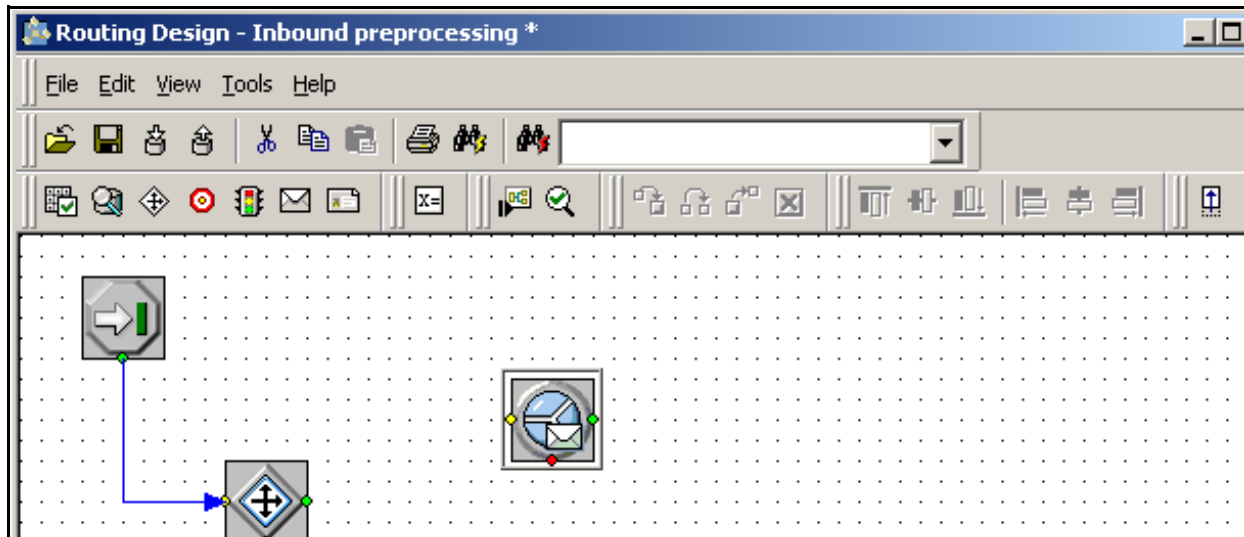 Routing Design - Inbound preprocessing *
File Edit View Tools Help
X=